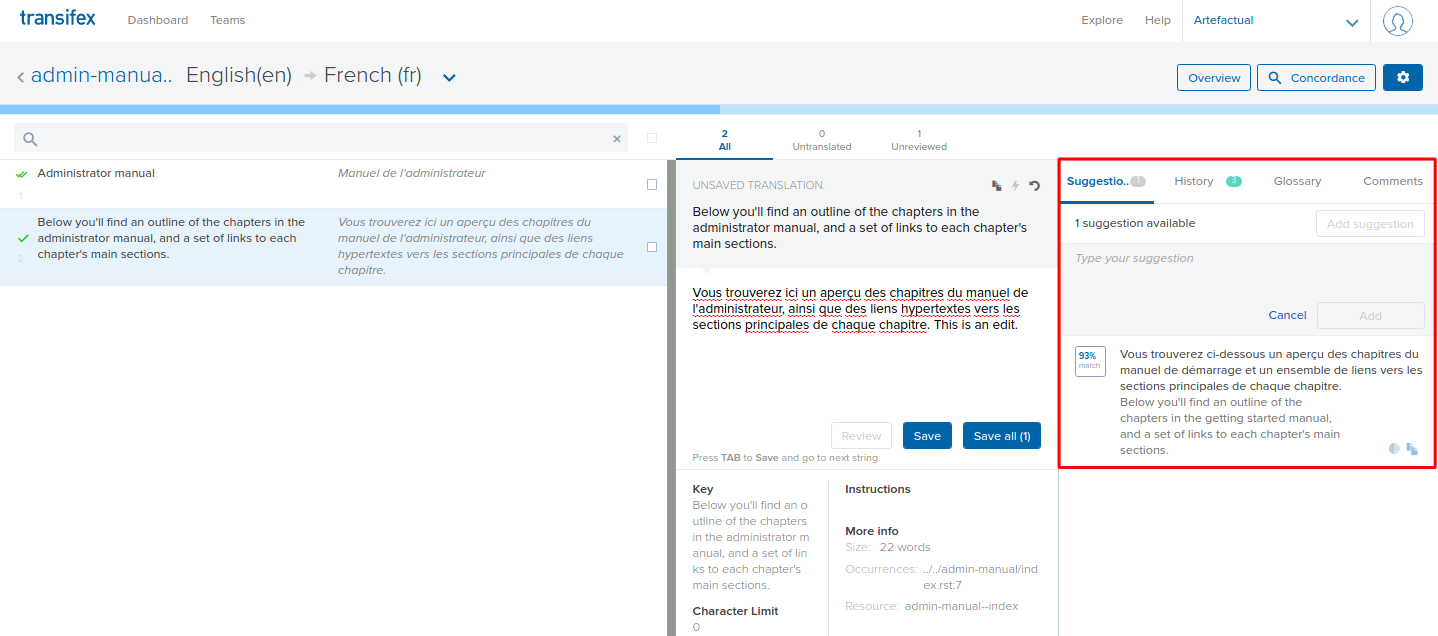 transifex
Dashboard
Teams
Explore
Help
Artefactual
admin-manua..
English(en)
French (fr)
Overview
Concordance
Administrator manual
Manuel de l'administrateur
1
Below you'll find an outline of the chapters in the
administrator manual, and a set of links to each
chapter's main sections.
2
Vous trouverez ici un aperçu des chapitres du
manuel de l'administrateur, ainsi que des liens
hypertextes vers les sections principales de chaque
chapitre.
2
All
0
Untranslated
1
Unreviewed
UNSAVED TRANSLATION.
Below you'll find an outline of the chapters in the
administrator manual, and a set of links to each chapter's
main sections.
Vous trouverez ici un aperçu des chapitres du manuel de
l'administrateur, ainsi que des liens hypertextes vers les
sections principales de chaque chapitre. This is an edit.
Review
Save
Save all (1)
Press TAB to Save and go to next string
Key
Below you'll find an o
utline of the chapters
in the administrator m
anual, and a set of lin
ks to each chapter's
main sections.
Character Limit
0
Instructions
More info
Size: 22 words
Occurrences: ../../admin-manual/ind
ex.rst:7
Resource: admin-manual--index
Suggestio.. 1
History 3
Glossary
Comments
1 suggestion available
Add suggestion
Type your suggestion
Cancel
Add
93%
match
Vous trouverez ci-dessous un aperçu des chapitres du
manuel de démarrage et un ensemble de liens vers les
sections principales de chaque chapitre.
Below you'll find an outline of the
chapters in the getting started manual,
and a set of links to each chapter's main
sections.